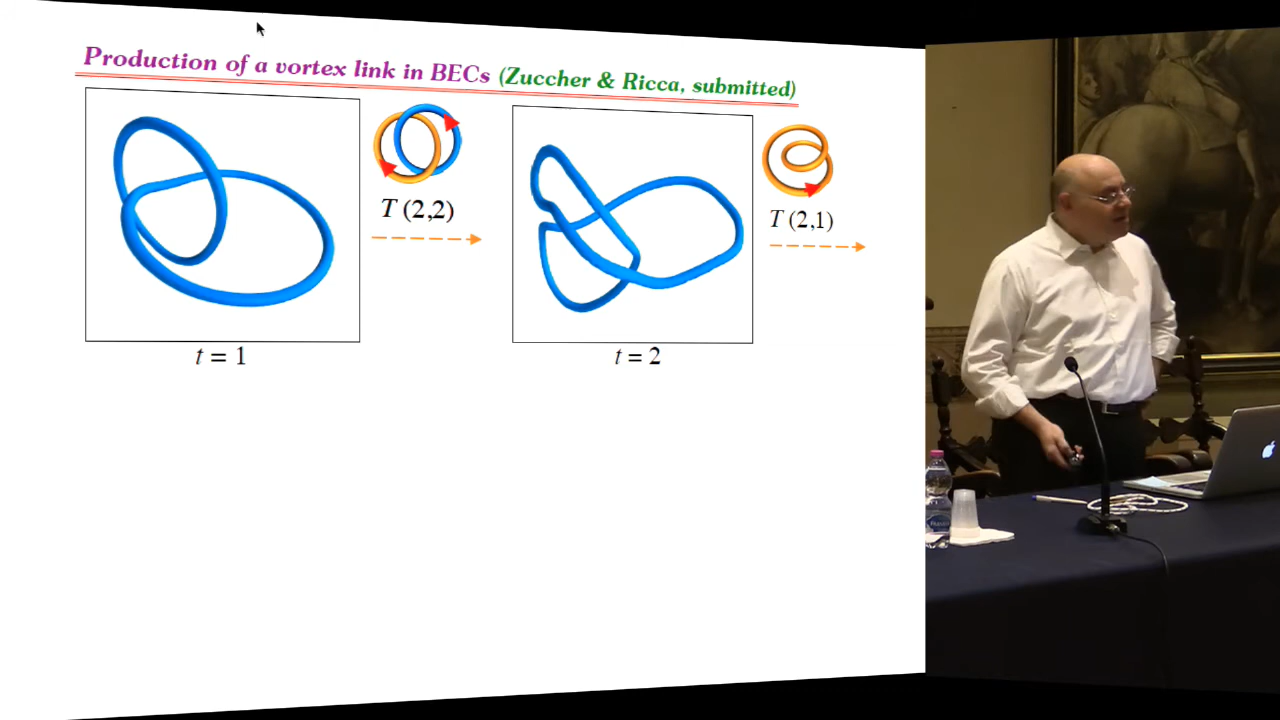 Production of a vortex link in BECs (Zuccher & Ricca, submitted)
T (2,2)
T (2,1)
t = 1
t = 2